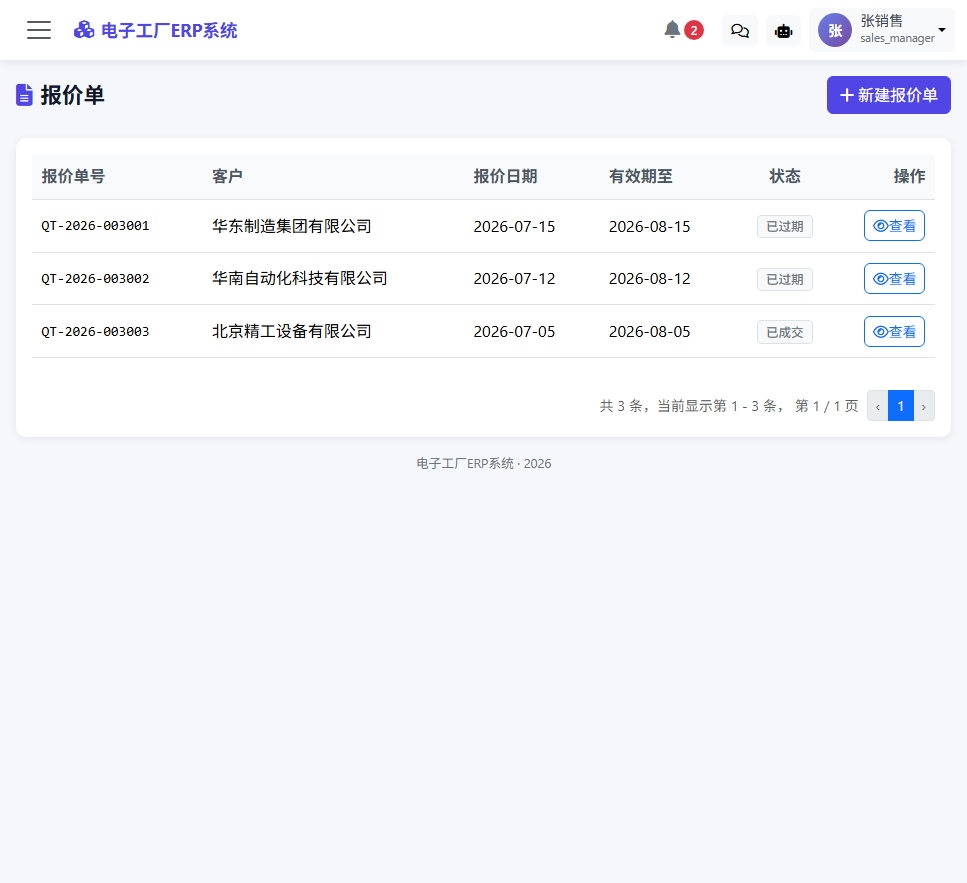 电子工厂ERP系统
2
张
张销售
sales_manager
报价单
新建报价单
报价单号 客户 报价日期 有效期至 状态 操作
QT-2026-003001 华东制造集团有限公司 2026-07-15 2026-08-15 已过期 查看
QT-2026-003002 华南自动化科技有限公司 2026-07-12 2026-08-12 已过期 查看
QT-2026-003003 北京精工设备有限公司 2026-07-05 2026-08-05 已成交 查看
共 3 条，当前显示第 1 - 3 条， 第 1 / 1 页 ‹ 1 ›
电子工厂ERP系统 · 2026